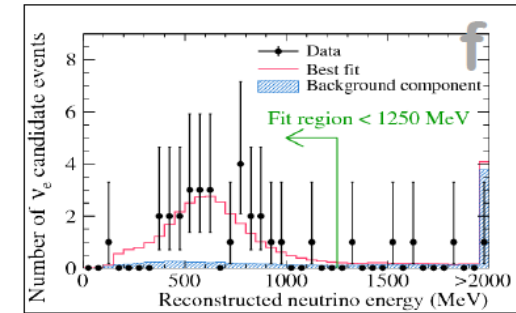 f
Data
Best fit
Background component
Fit region < 1250 MeV
Number of νe candidate events
8
6
4
2
0
0 500 1000 1500 >2000
Reconstructed neutrino energy (MeV)